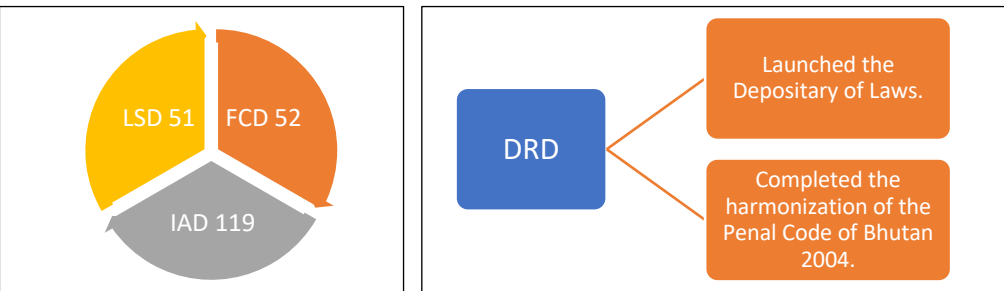 LSD 51
FCD 52
IAD 119
DRD
Launched the
Depositary of Laws.
Completed the
harmonization of the
Penal Code of Bhutan
2004.